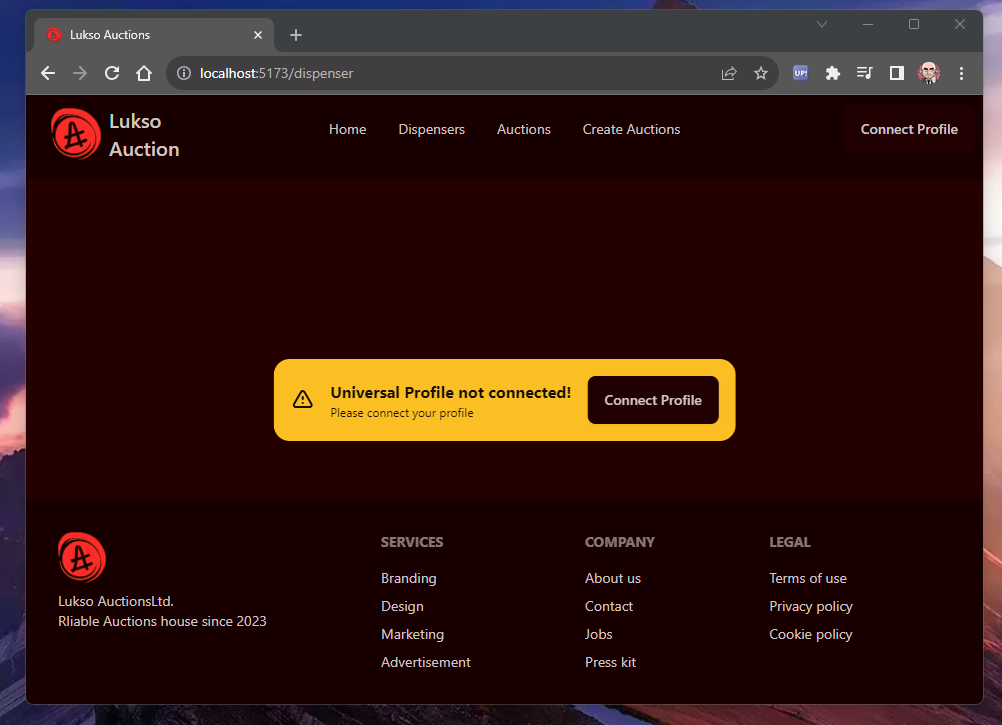 Lukso Auctions
localhost:5173/dispenser
UP!
Lukso
Auction
Home
Dispensers
Auctions
Create Auctions
Connect Profile
Universal Profile not connected!
Please connect your profile
Connect Profile
Lukso AuctionsLtd.
Rliable Auctions house since 2023
SERVICES
Branding
Design
Marketing
Advertisement
COMPANY
About us
Contact
Jobs
Press kit
LEGAL
Terms of use
Privacy policy
Cookie policy